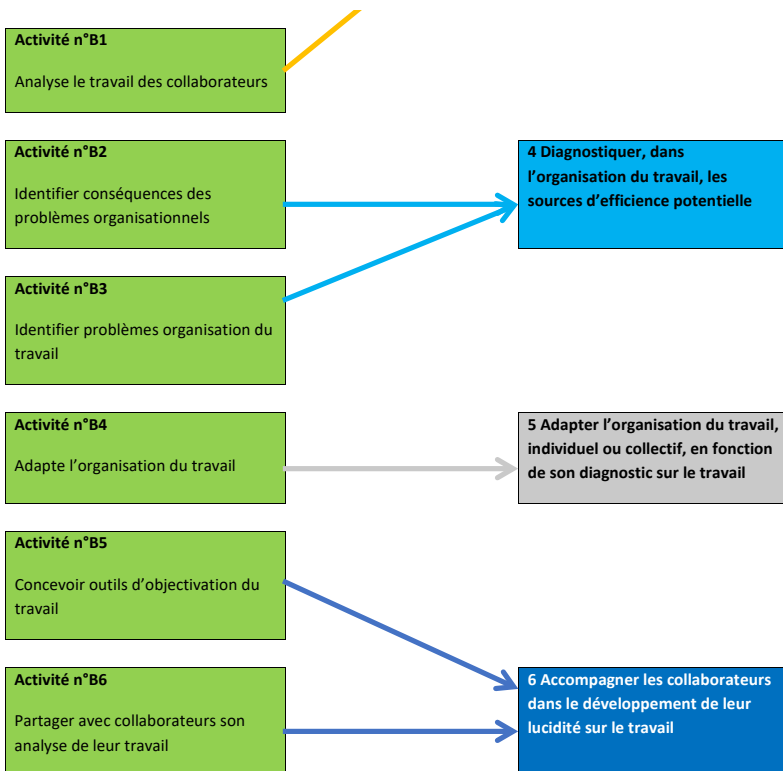 Activité n°B1
Analyse le travail des collaborateurs
Activité n°B2
Identifier conséquences des
problèmes organisationnels
4 Diagnostiquer, dans
l’organisation du travail, les
sources d’efficience potentielle
Activité n°B3
Identifier problèmes organisation du
travail
Activité n°B4
Adapte l’organisation du travail
5 Adapter l’organisation du travail,
individuel ou collectif, en fonction
de son diagnostic sur le travail
Activité n°B5
Concevoir outils d’objectivation du
travail
Activité n°B6
Partager avec collaborateurs son
analyse de leur travail
6 Accompagner les collaborateurs
dans le développement de leur
lucidité sur le travail